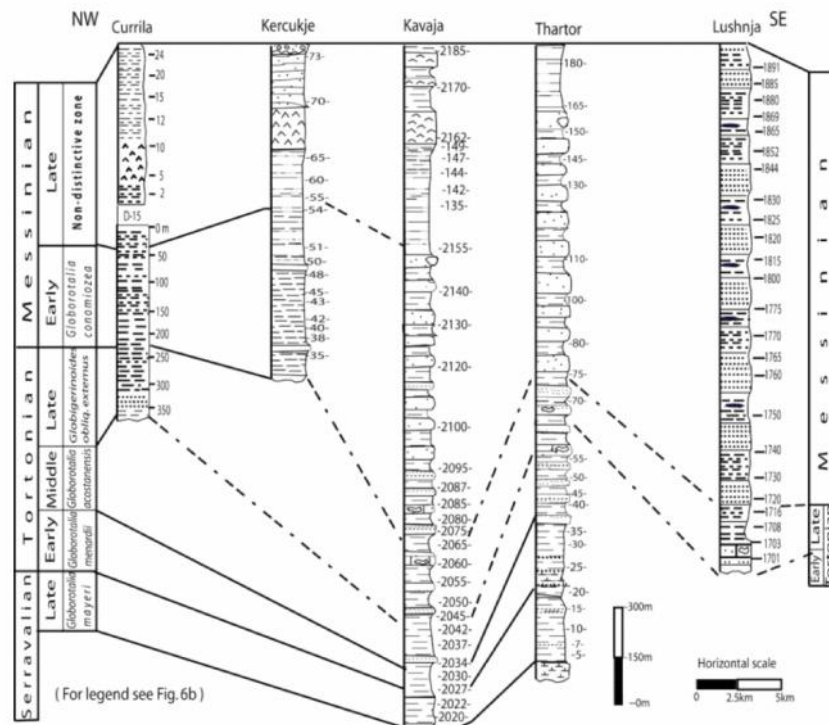 NW
SE
Currila
Kercukje
Kavaja
Thartor
Lushnja
Messinian
Late
Non-distinctive zone
Early
Globorotalia
conomiozea
Tortonian
Late
Globigerinoides
obliq. externus
Middle
Globorotalia
acostanensis
Early
Globorotalia
menardii
Serravalian
Late
Globorotalia
mayeri
24
20
15
12
10
5
2
D-15
0 m
50
100
150
200
250
300
350
73-
70-
65-
60-
55-
54-
51-
50-
48-
45-
43-
42-
40-
38-
35-
-2185-
-2170-
-2162-
-149-
-147-
-144-
-142-
-135-
-2155-
-2140-
-2130-
-2120-
-2100-
-2095-
-2087-
-2085-
-2080-
-2075-
-2065-
-2060-
-2055-
-2050-
-2045-
-2042-
-2037-
-2034-
-2030-
-2027-
-2022-
-2020-
180-
-165-
-150-
-145-
-130-
-110-
-100-
-80-
-75-
-70-
-55-
-50-
-45-
-40-
-35-
-30-
-25-
-20-
-15-
-10-
-7-
-5-
1891
1885
1880
1869
1865
1852
1844
1830
1825
1820
1815
1800
1775
1770
1765
1760
1750
1740
1730
1720
1716
1708
1703
1701
Messinian
Late
Early
300m
150m
0m
Horizontal scale
0 2.5km 5km
( For legend see Fig.6b )